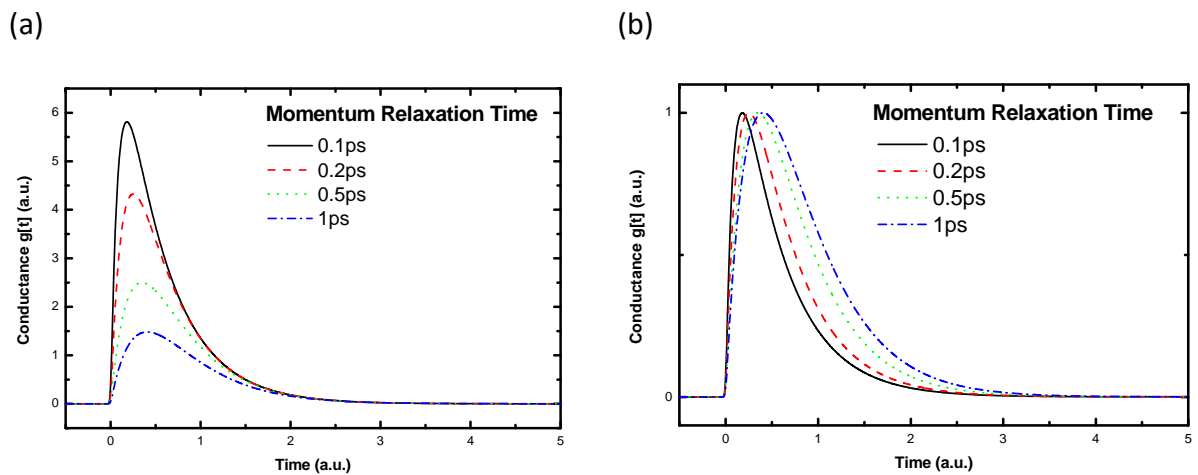 (a)
(b)
Momentum Relaxation Time
0.1ps
0.2ps
0.5ps
1ps
Conductance g[t] (a.u.)
6
5
4
3
2
1
0
0 1 2 3 4 5
Time (a.u.)
Momentum Relaxation Time
0.1ps
0.2ps
0.5ps
1ps
Conductance g[t] (a.u.)
1
0
0 1 2 3 4 5
Time (a.u.)